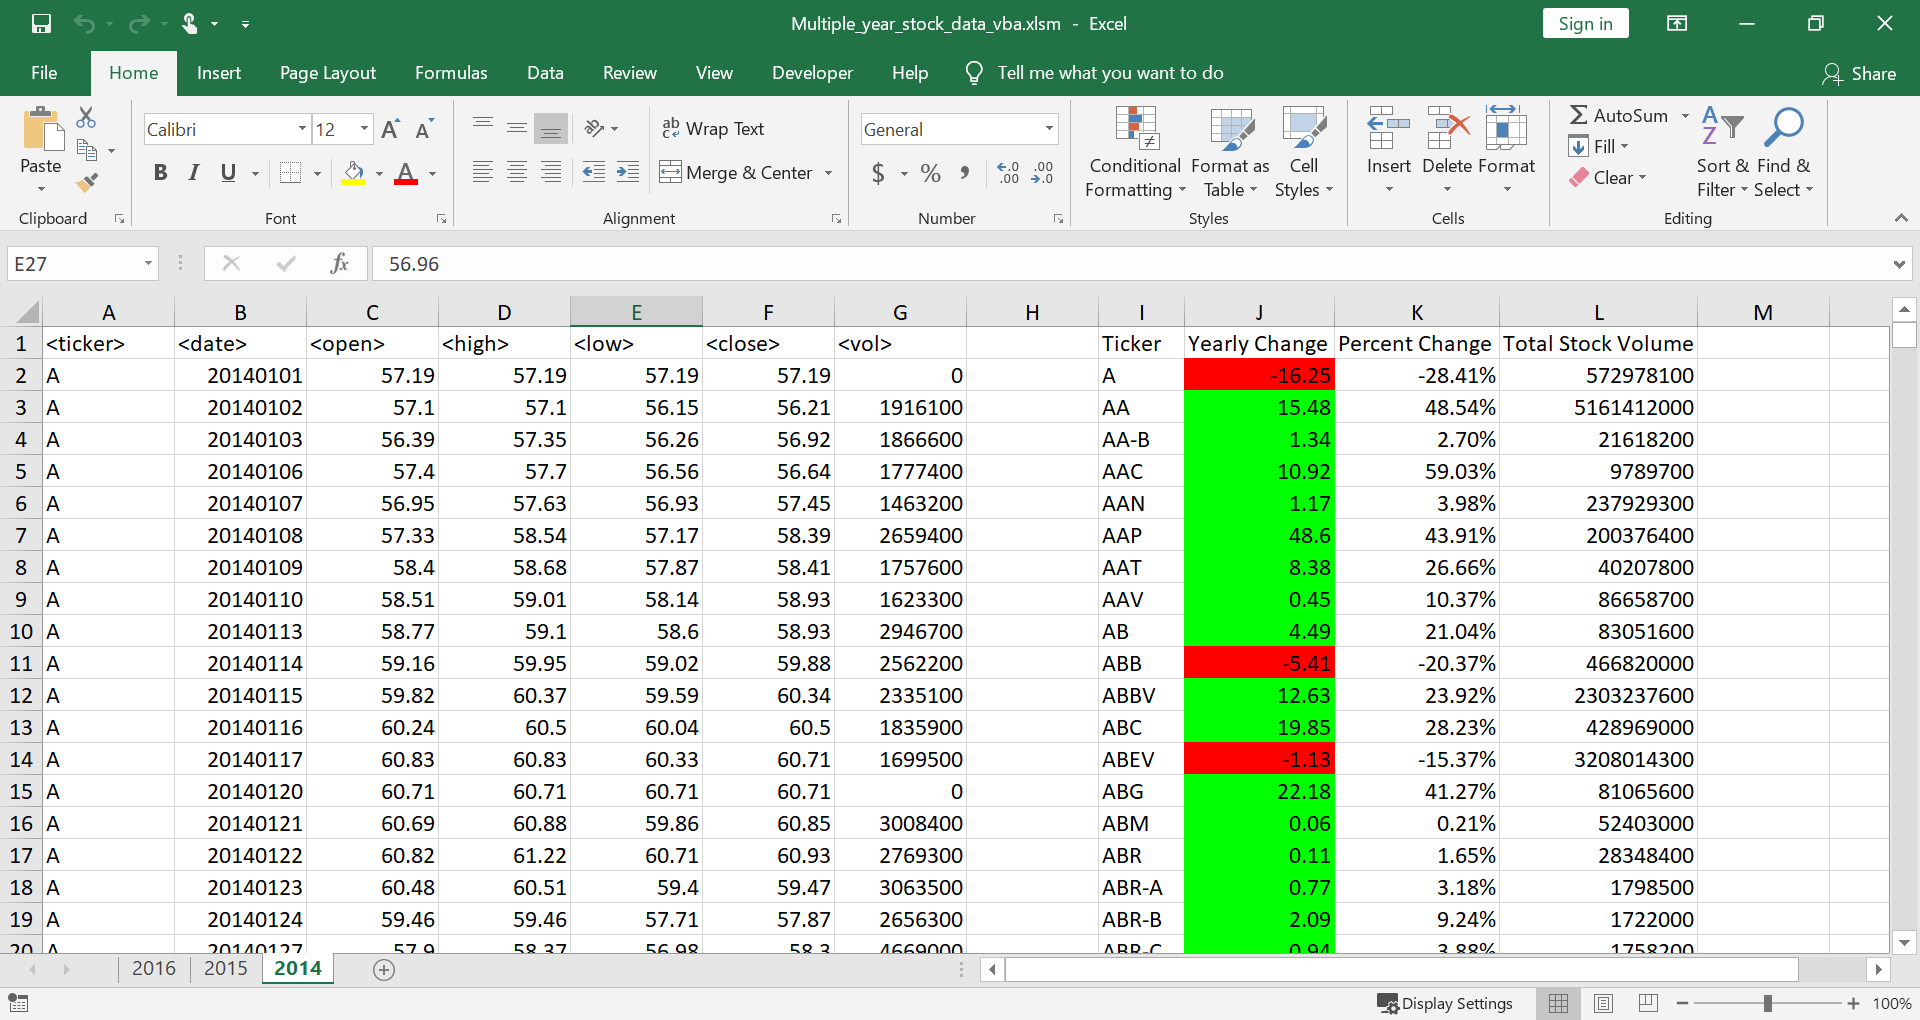 Multiple_year_stock_data_vba.xlsm - Excel
Sign in
File Home Insert Page Layout Formulas Data Review View Developer Help Tell me what you want to do Share
Paste
Clipboard
Calibri 12
B I U
Font
Wrap Text
Merge & Center
Alignment
General
$ % ,
Number
Conditional Formatting
Format as Table
Cell Styles
Styles
Insert Delete Format
Cells
AutoSum
Fill
Clear
Sort & Filter
Find & Select
Editing
E27 fx 56.96
A B C D E F G H I J K L M
1 <ticker> <date> <open> <high> <low> <close> <vol> Ticker Yearly Change Percent Change Total Stock Volume
2 A 20140101 57.19 57.19 57.19 57.19 0 A -16.25 -28.41% 572978100
3 A 20140102 57.1 57.1 56.15 56.21 1916100 AA 15.48 48.54% 5161412000
4 A 20140103 56.39 57.35 56.26 56.92 1866600 AA-B 1.34 2.70% 21618200
5 A 20140106 57.4 57.7 56.56 56.64 1777400 AAC 10.92 59.03% 9789700
6 A 20140107 56.95 57.63 56.93 57.45 1463200 AAN 1.17 3.98% 237929300
7 A 20140108 57.33 58.54 57.17 58.39 2659400 AAP 48.6 43.91% 200376400
8 A 20140109 58.4 58.68 57.87 58.41 1757600 AAT 8.38 26.66% 40207800
9 A 20140110 58.51 59.01 58.14 58.93 1623300 AAV 0.45 10.37% 86658700
10 A 20140113 58.77 59.1 58.6 58.93 2946700 AB 4.49 21.04% 83051600
11 A 20140114 59.16 59.95 59.02 59.88 2562200 ABB -5.41 -20.37% 466820000
12 A 20140115 59.82 60.37 59.59 60.34 2335100 ABBV 12.63 23.92% 2303237600
13 A 20140116 60.24 60.5 60.04 60.5 1835900 ABC 19.85 28.23% 428969000
14 A 20140117 60.83 60.83 60.33 60.71 1699500 ABEV -1.13 -15.37% 3208014300
15 A 20140120 60.71 60.71 60.71 60.71 0 ABG 22.18 41.27% 81065600
16 A 20140121 60.69 60.88 59.86 60.85 3008400 ABM 0.06 0.21% 52403000
17 A 20140122 60.82 61.22 60.71 60.93 2769300 ABR 0.11 1.65% 28348400
18 A 20140123 60.48 60.51 59.4 59.47 3063500 ABR-A 0.77 3.18% 1798500
19 A 20140124 59.46 59.46 57.71 57.87 2656300 ABR-B 2.09 9.24% 1722000
20 A 20140127 57.9 58.37 56.98 58.3 4669000 ABR-C 0.94 3.88% 1758200
2016 2015 2014
Display Settings 100%